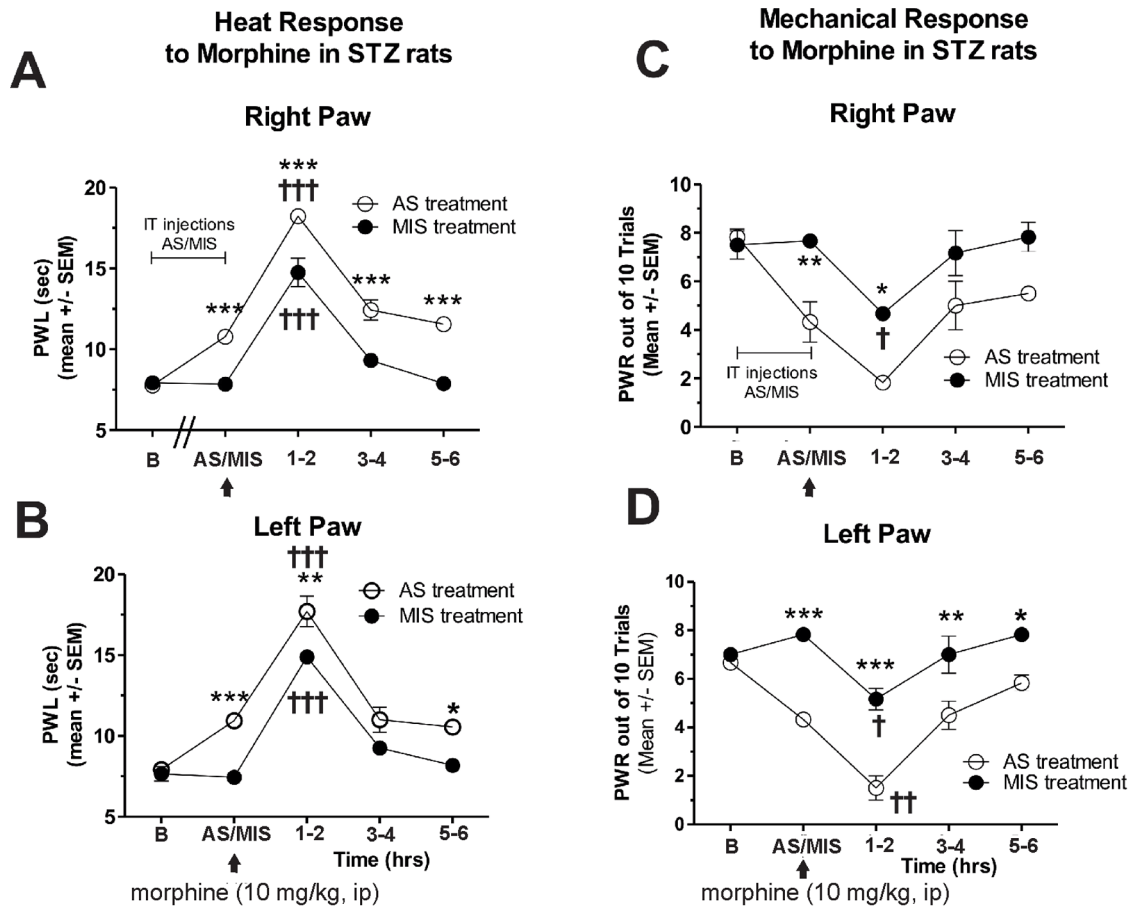 Heat Response
to Morphine in STZ rats
A
Right Paw
PWL (sec)
(mean +/- SEM)
20
15
10
5
IT injections
AS/MIS
***
†††
***
***
***
†††
AS treatment
MIS treatment
B
AS/MIS
1-2
3-4
5-6
B
Left Paw
PWL (sec)
(mean +/- SEM)
20
15
10
5
†††
**
***
†††
*
AS treatment
MIS treatment
B
AS/MIS
1-2
3-4
5-6
Time (hrs)
morphine (10 mg/kg, ip)
Mechanical Response
to Morphine in STZ rats
C
Right Paw
PWR out of 10 Trials
(Mean +/- SEM)
10
8
6
4
2
0
**
*
†
IT injections
AS/MIS
AS treatment
MIS treatment
B
AS/MIS
1-2
3-4
5-6
D
Left Paw
PWR out of 10 Trials
(Mean +/- SEM)
10
8
6
4
2
0
***
***
**
*
†
††
AS treatment
MIS treatment
B
AS/MIS
1-2
3-4
5-6
Time (hrs)
morphine (10 mg/kg, ip)